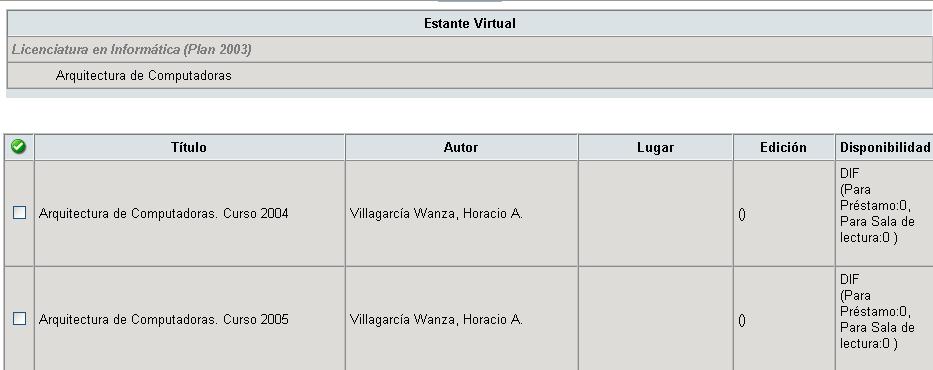 Estante Virtual
Licenciatura en Informática (Plan 2003)
Arquitectura de Computadoras
Título
Autor
Lugar
Edición
Disponibilidad
Arquitectura de Computadoras. Curso 2004
Villagarcía Wanza, Horacio A.
()
DIF
(Para
Préstamo:0,
Para Sala de
lectura:0 )
Arquitectura de Computadoras. Curso 2005
Villagarcía Wanza, Horacio A.
()
DIF
(Para
Préstamo:0,
Para Sala de
lectura:0 )